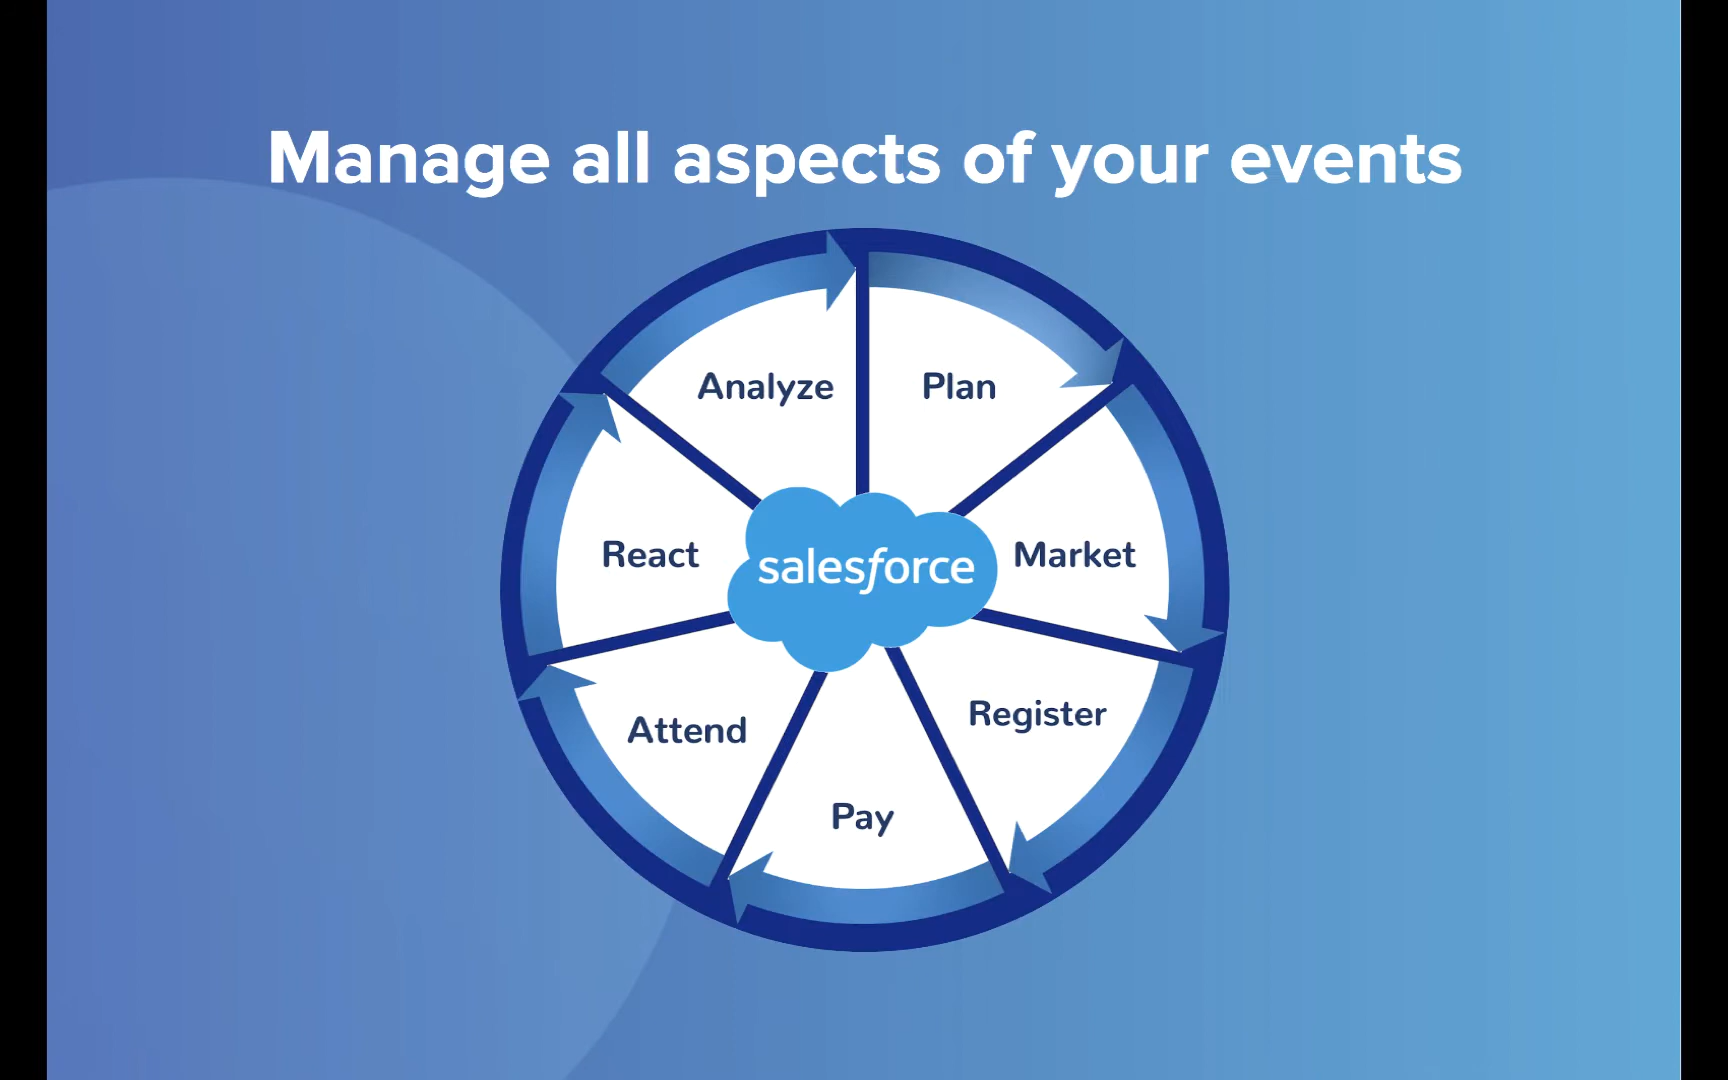 Manage all aspects of your events
Analyze
Plan
React
salesforce
Market
Attend
Register
Pay